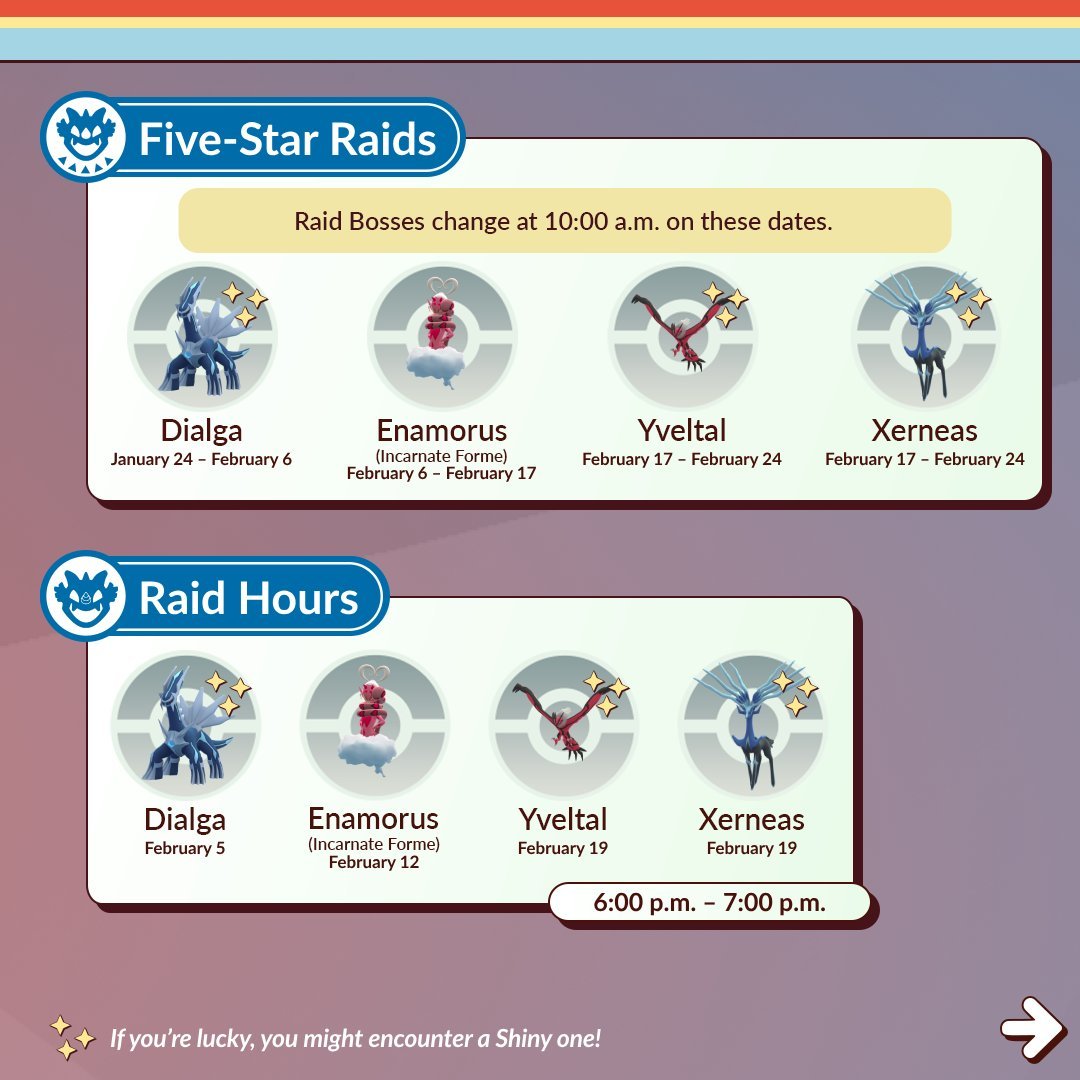 Five-Star Raids
Raid Bosses change at 10:00 a.m. on these dates.
Dialga
January 24 – February 6
Enamorus
(Incarnate Forme)
February 6 – February 17
Yveltal
February 17 – February 24
Xerneas
February 17 – February 24
Raid Hours
Dialga
February 5
Enamorus
(Incarnate Forme)
February 12
Yveltal
February 19
Xerneas
February 19
6:00 p.m. – 7:00 p.m.
If you're lucky, you might encounter a Shiny one!